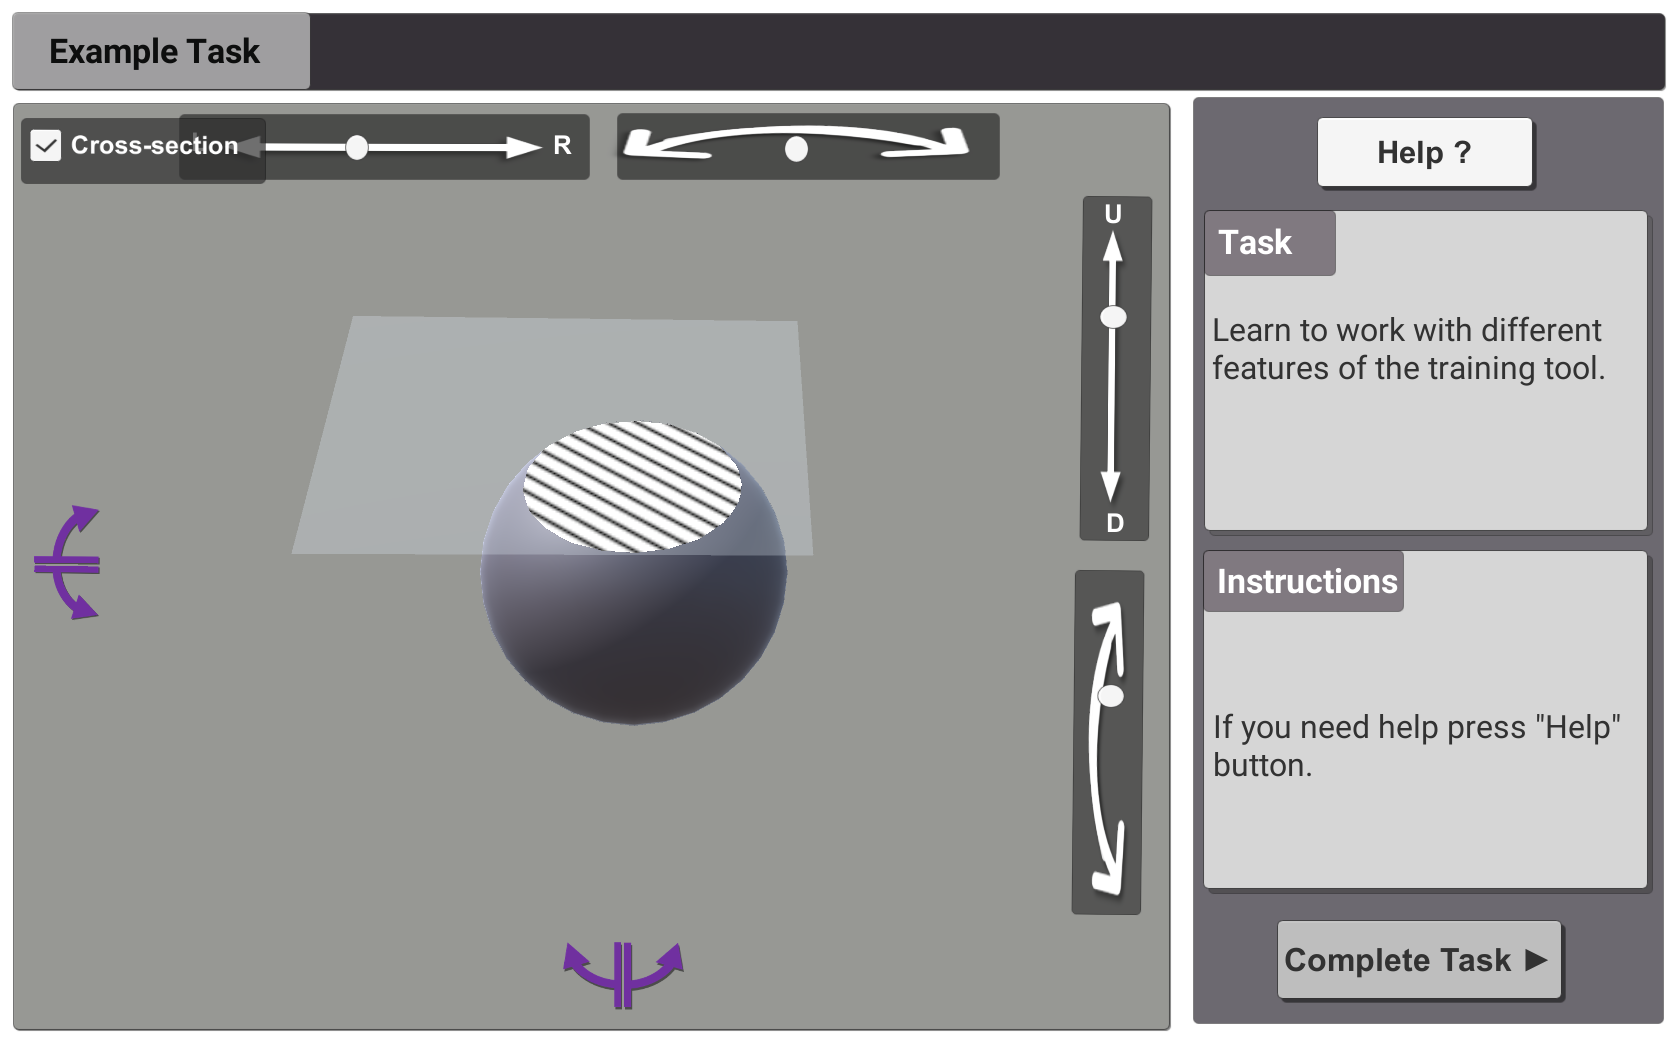 Example Task
Cross-section
R
U
D
Help ?
Task
Learn to work with different
features of the training tool.
Instructions
If you need help press "Help"
button.
Complete Task ▶